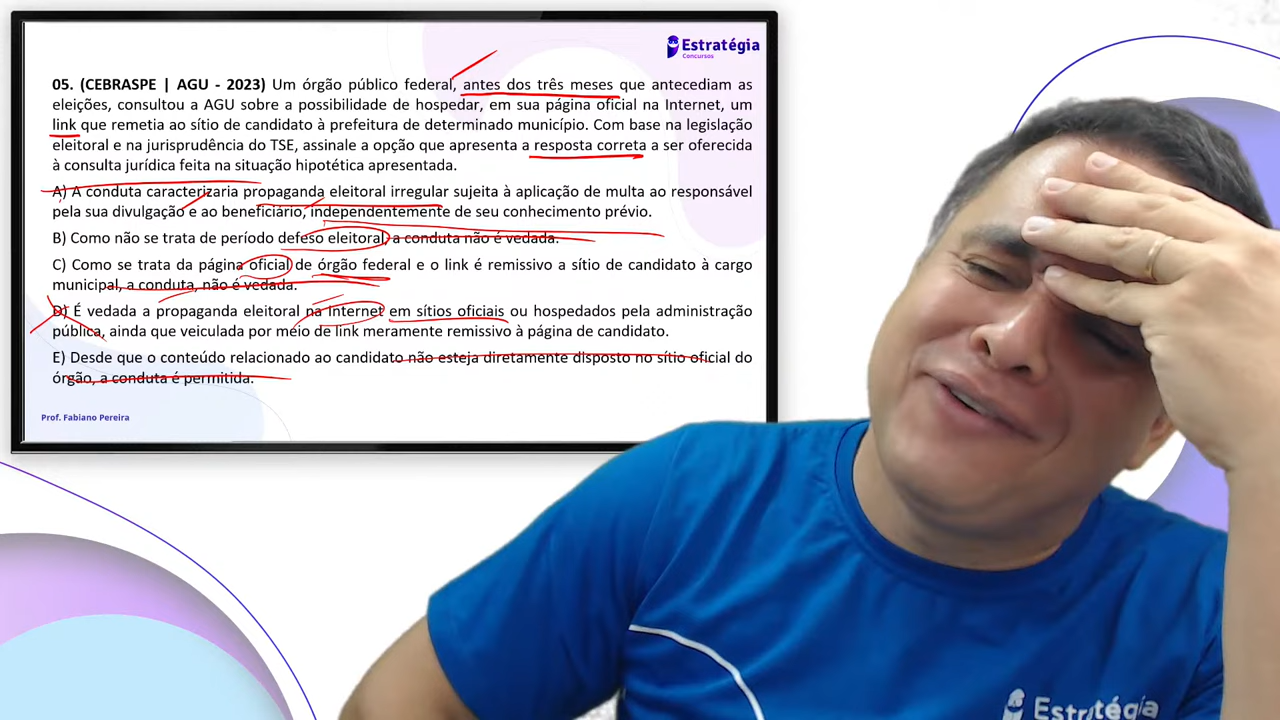 Estratégia
Concursos
05. (CEBRASPE | AGU - 2023) Um órgão público federal, antes dos três meses que antecediam as
eleições, consultou a AGU sobre a possibilidade de hospedar, em sua página oficial na Internet, um
link que remetia ao sítio de candidato à prefeitura de determinado município. Com base na legislação
eleitoral e na jurisprudência do TSE, assinale a opção que apresenta a resposta correta a ser oferecida
à consulta jurídica feita na situação hipotética apresentada.
A) A conduta caracterizaria propaganda eleitoral irregular sujeita à aplicação de multa ao responsável
pela sua divulgação e ao beneficiário, independentemente de seu conhecimento prévio.
B) Como não se trata de período defeso eleitoral, a conduta não é vedada.
C) Como se trata da página oficial de órgão federal e o link é remissivo a sítio de candidato à cargo
municipal, a conduta, não é vedada.
D) É vedada a propaganda eleitoral na Internet em sítios oficiais ou hospedados pela administração
pública, ainda que veiculada por meio de link meramente remissivo à página de candidato.
E) Desde que o conteúdo relacionado ao candidato não esteja diretamente disposto no sítio oficial do
órgão, a conduta é permitida.
Prof. Fabiano Pereira
Estratégia